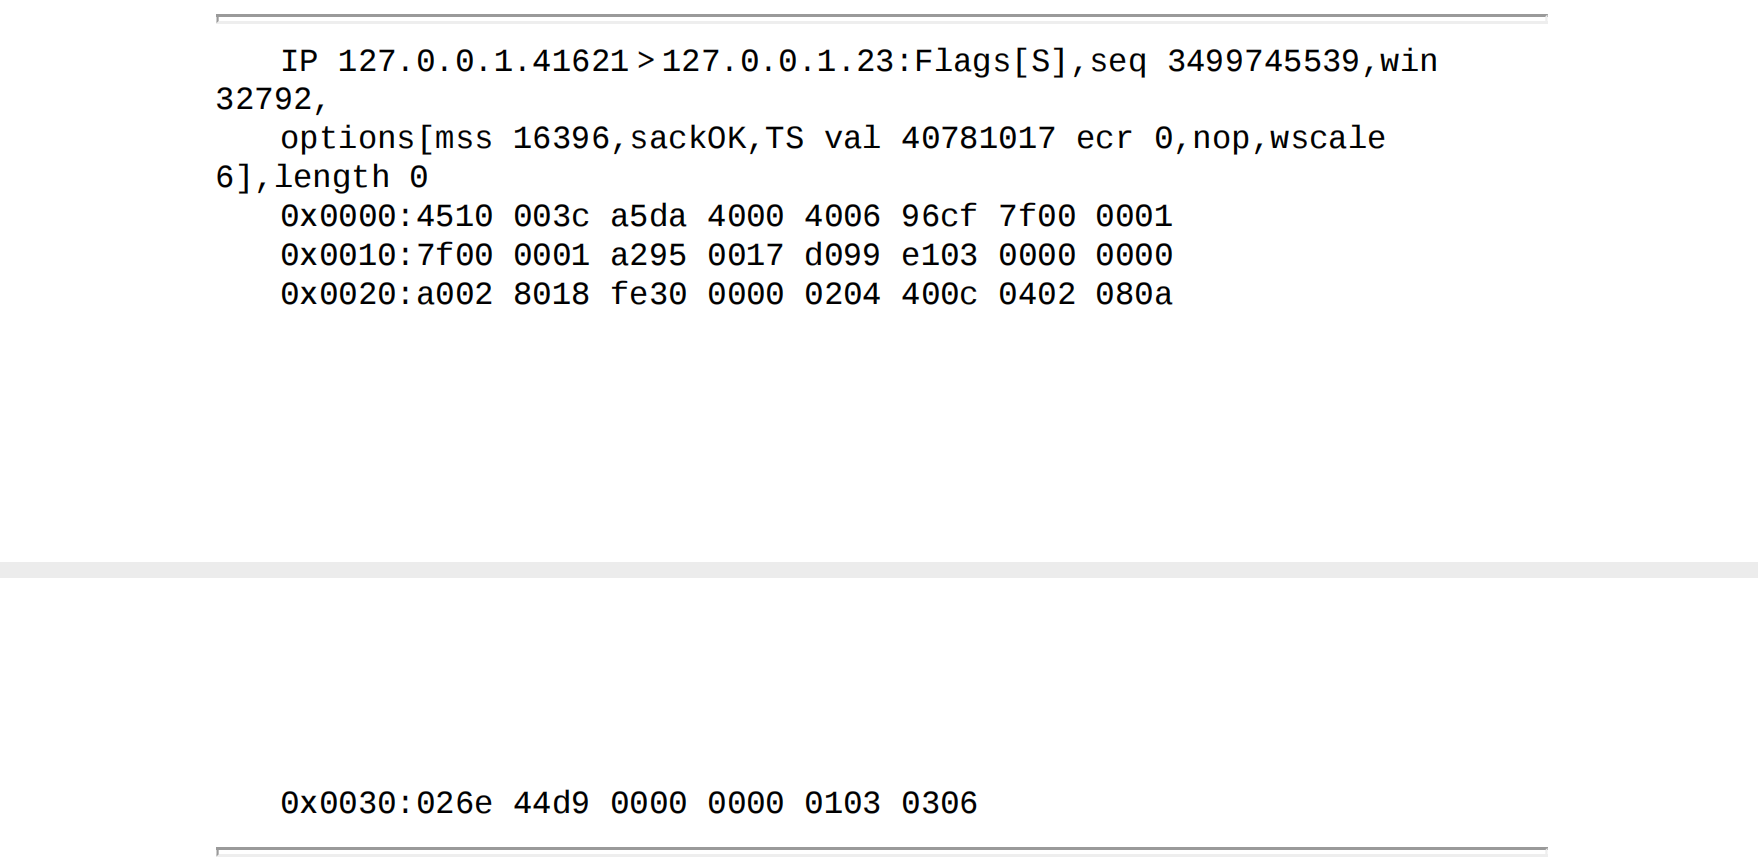 IP 127.0.0.1.41621>127.0.0.1.23:Flags[S],seq 3499745539,win
32792,
options[mss 16396,sackOK,TS val 40781017 ecr 0,nop,wscale
6],length 0
0x0000:4510 003c a5da 4000 4006 96cf 7f00 0001
0x0010:7f00 0001 a295 0017 d099 e103 0000 0000
0x0020:a002 8018 fe30 0000 0204 400c 0402 080a
0x0030:026e 44d9 0000 0000 0103 0306